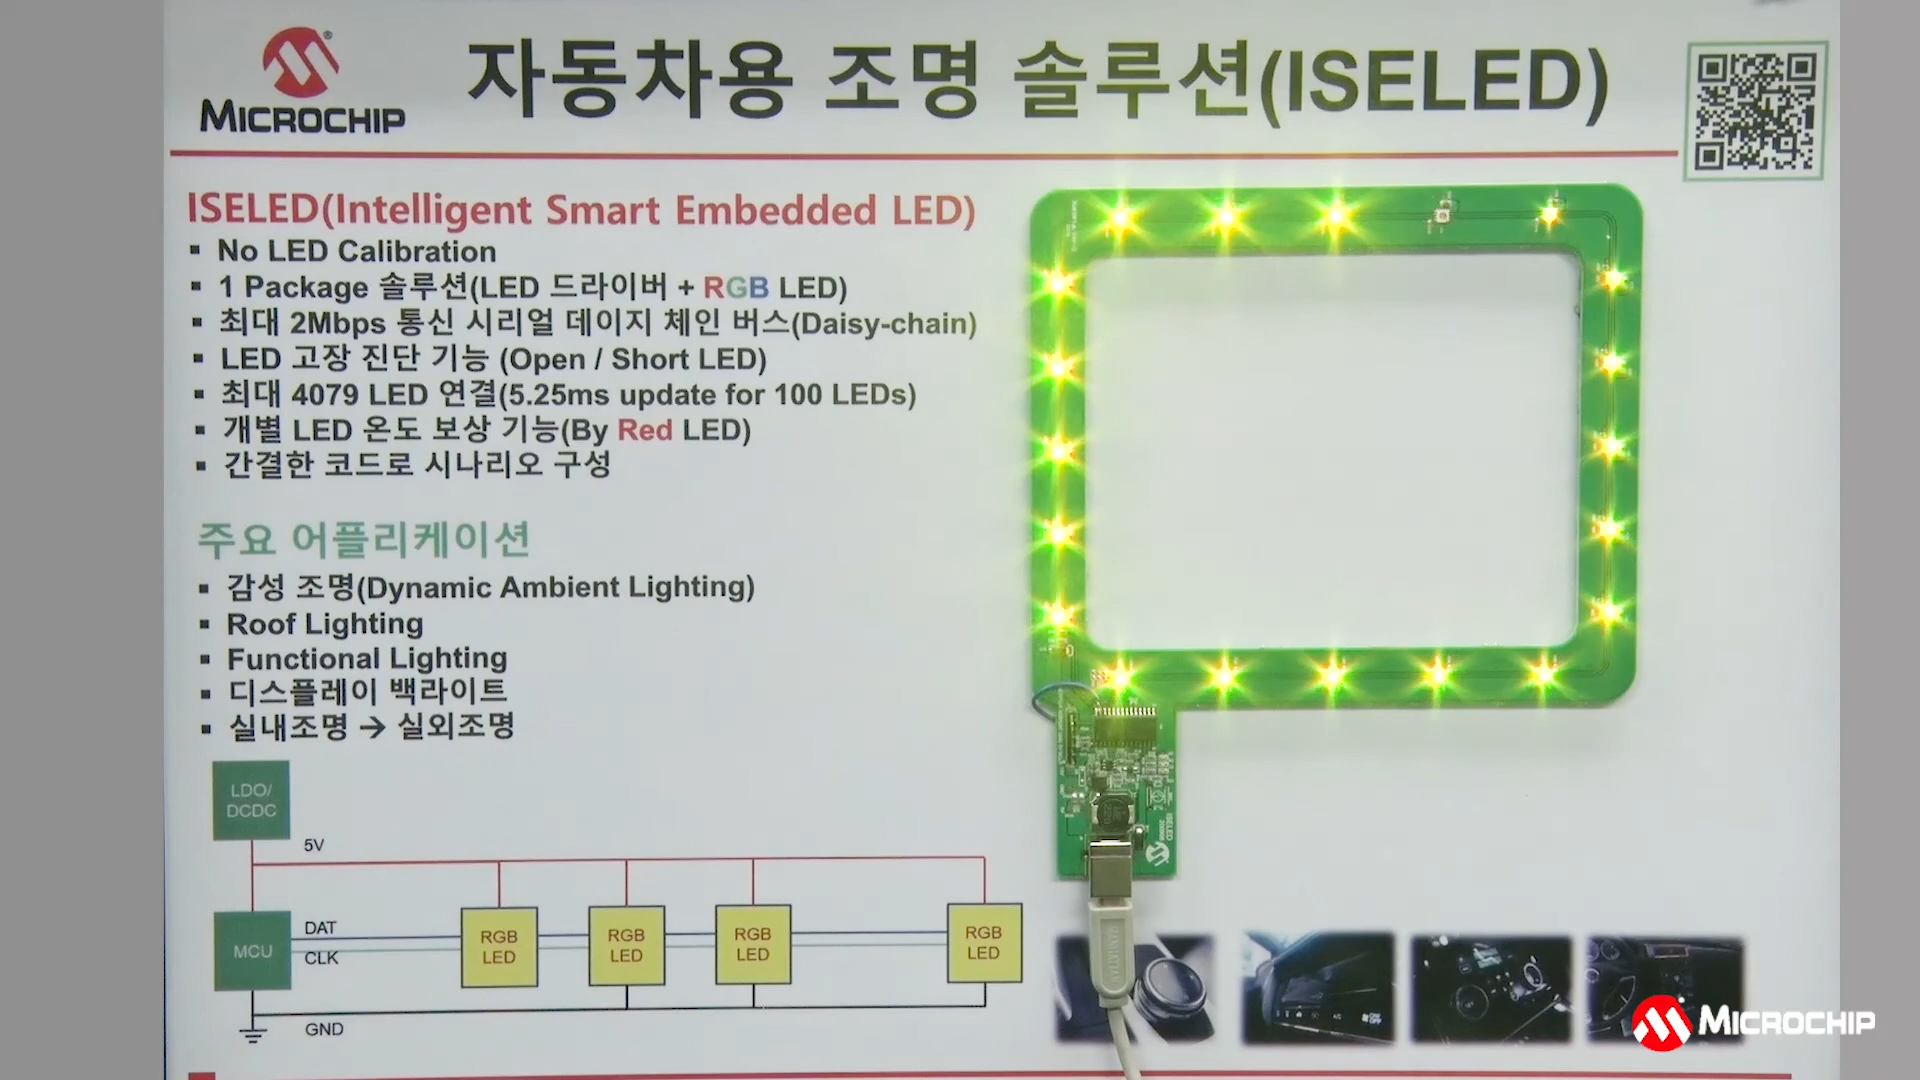 MICROCHIP
자동차용 조명 솔루션(ISELED)
ISELED(Intelligent Smart Embedded LED)
▪ No LED Calibration
▪ 1 Package 솔루션(LED 드라이버 + RGB LED)
▪ 최대 2Mbps 통신 시리얼 데이지 체인 버스(Daisy-chain)
▪ LED 고장 진단 기능 (Open / Short LED)
▪ 최대 4079 LED 연결(5.25ms update for 100 LEDs)
▪ 개별 LED 온도 보상 기능(By Red LED)
▪ 간결한 코드로 시나리오 구성
주요 어플리케이션
▪ 감성 조명(Dynamic Ambient Lighting)
▪ Roof Lighting
▪ Functional Lighting
▪ 디스플레이 백라이트
▪ 실내조명 → 실외조명
LDO/
DCDC
5V
MCU
DAT
CLK
RGB
LED
RGB
LED
RGB
LED
RGB
LED
GND
ISELED
MANHATTAN
MICROCHIP